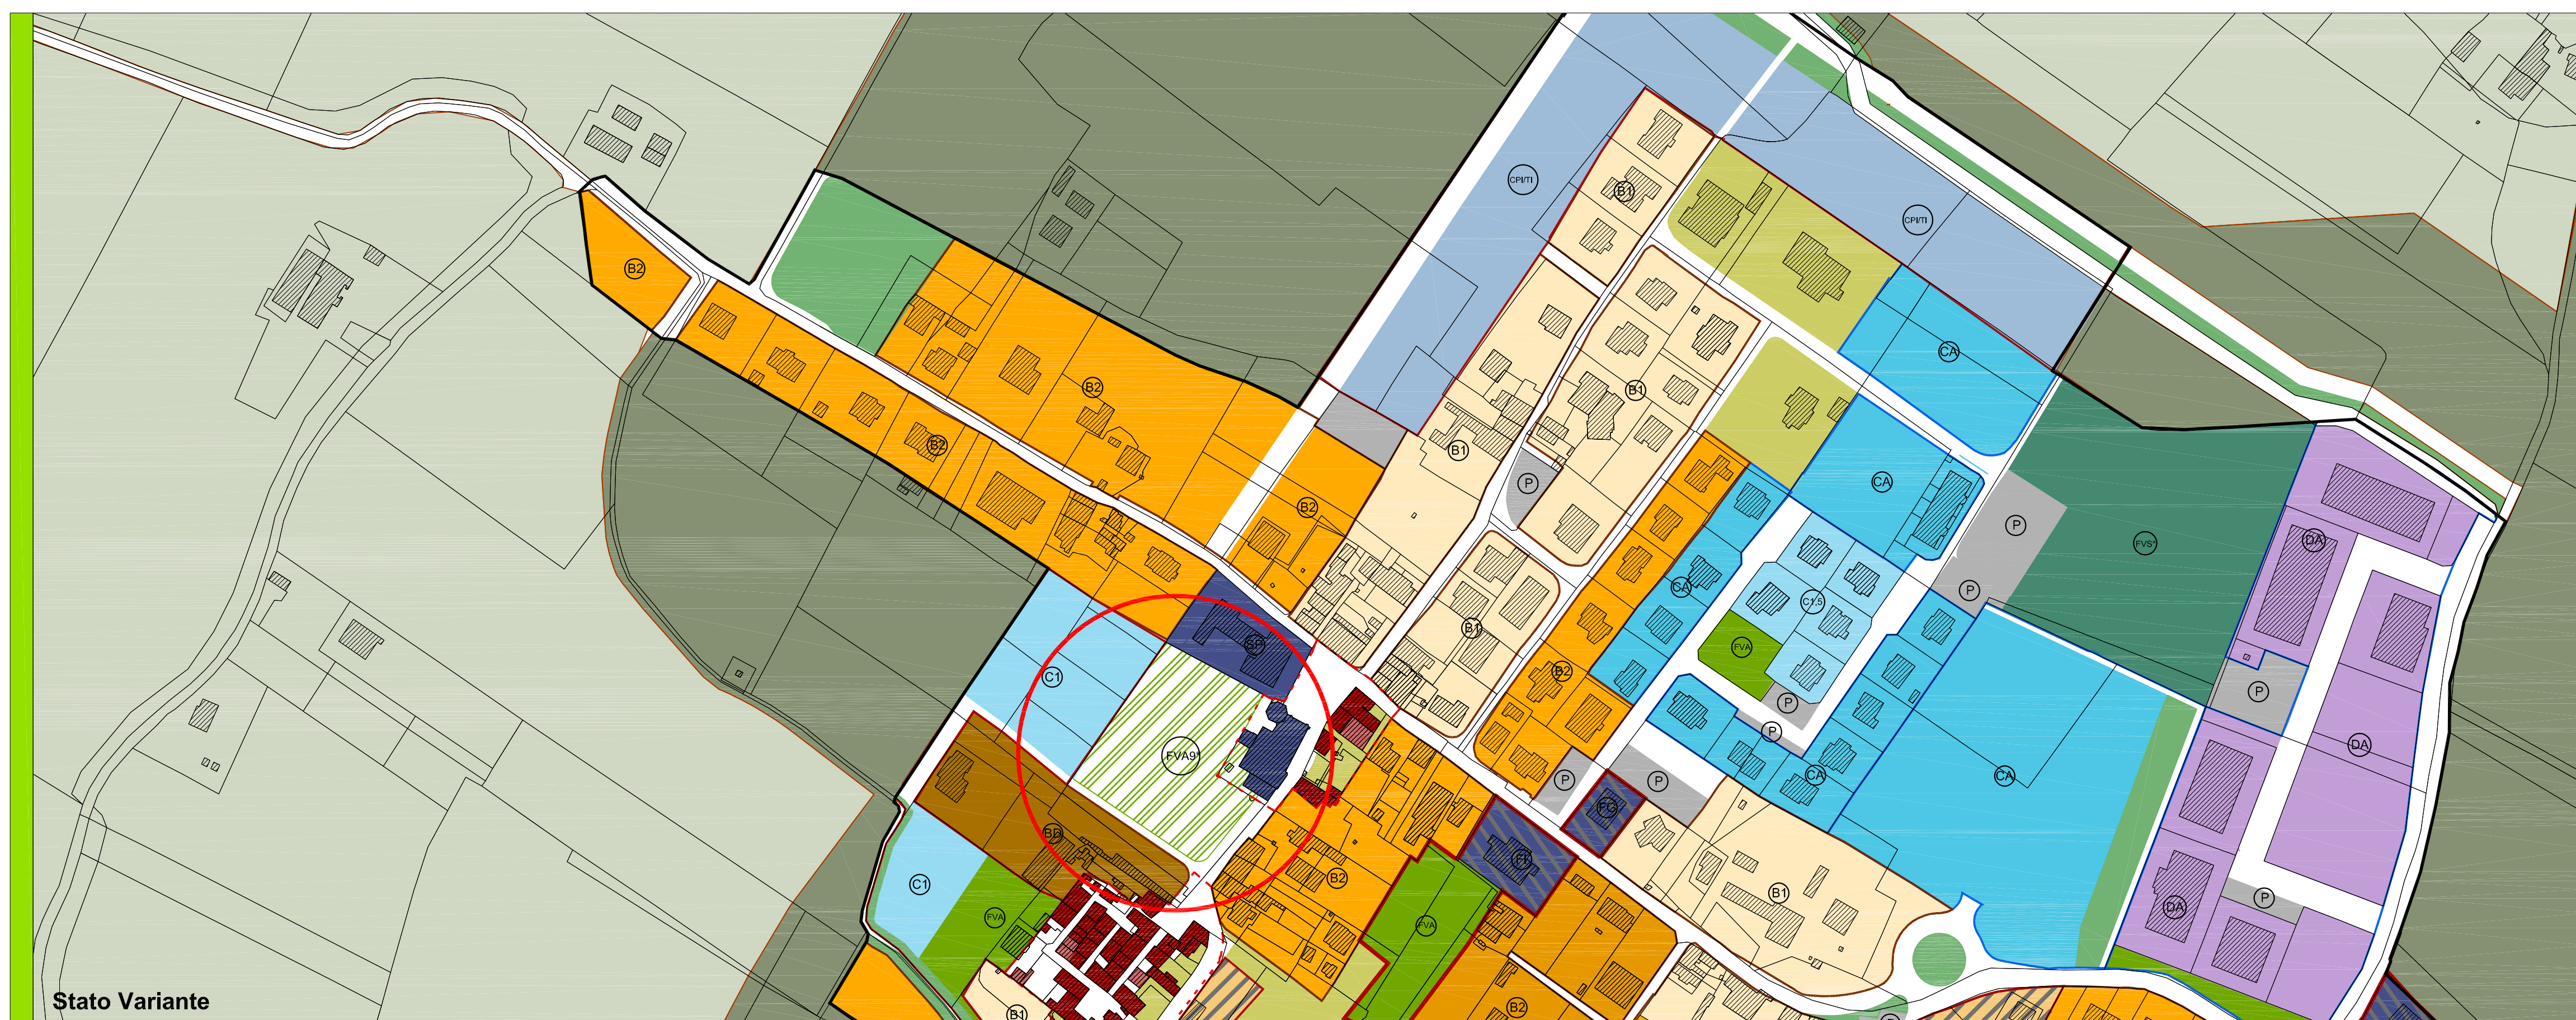 CPI/TI
B1
CPI/TI
B2
CA
B2
B1
B2
B1
CA
P
B2
P
FVS*
DA
CA
P
C1.5
B1
SP
FVA
B2
C1
P
P
P
DA
FVA9*
CA
CA
P
P
FG
BD
FK
B2
C1
B1
P
DA
FVA
FVA
Stato Variante
B2
B1